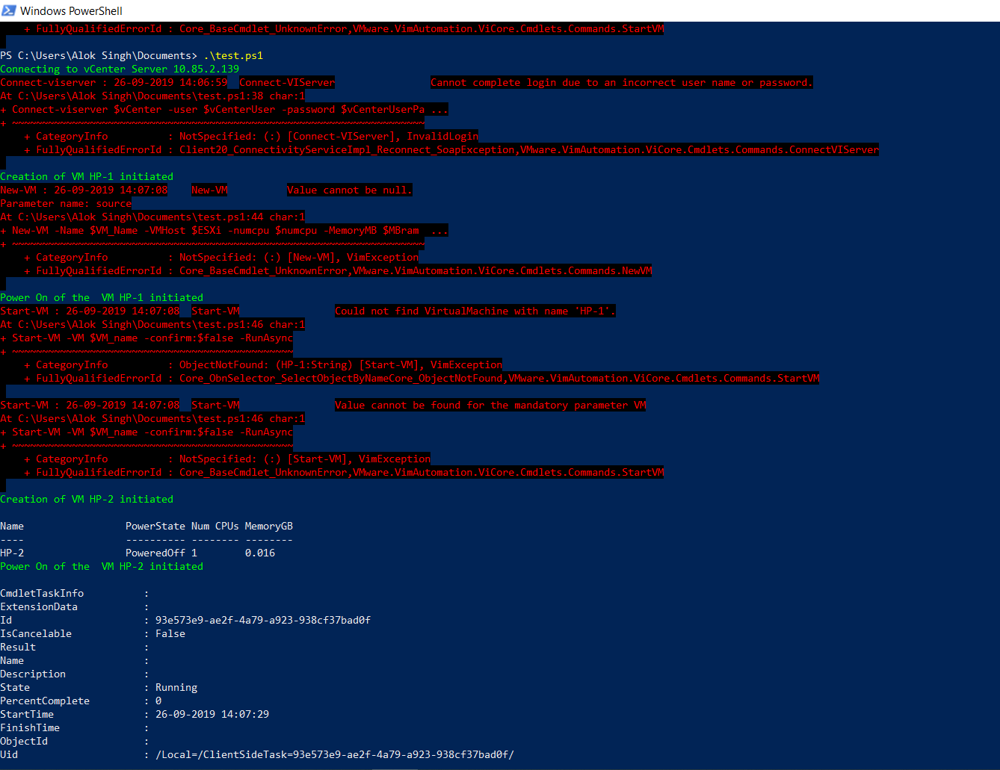 Windows PowerShell
    + FullyQualifiedErrorId : Core_BaseCmdlet_UnknownError,VMware.VimAutomation.ViCore.Cmdlets.Commands.StartVM
PS C:\Users\Alok Singh\Documents> .\test.ps1
Connecting to vCenter Server 10.85.2.139
Connect-viserver : 26-09-2019 14:06:59  Connect-VIServer                Cannot complete login due to an incorrect user name or password.
At C:\Users\Alok Singh\Documents\test.ps1:38 char:1
+ Connect-viserver $vCenter -user $vCenterUser -password $vCenterUserPa ...
+ ~~~~~~~~~~~~~~~~~~~~~~~~~~~~~~~~~~~~~~~~~~~~~~~~~~~~~~~~~~~~~~~~~~~~~
    + CategoryInfo          : NotSpecified: (:) [Connect-VIServer], InvalidLogin
    + FullyQualifiedErrorId : Client20_ConnectivityServiceImpl_Reconnect_SoapException,VMware.VimAutomation.ViCore.Cmdlets.Commands.ConnectVIServer
Creation of VM HP-1 initiated
New-VM : 26-09-2019 14:07:08    New-VM          Value cannot be null.
Parameter name: source
At C:\Users\Alok Singh\Documents\test.ps1:44 char:1
+ New-VM -Name $VM_Name -VMHost $ESXi -numcpu $numcpu -MemoryMB $MBram  ...
+ ~~~~~~~~~~~~~~~~~~~~~~~~~~~~~~~~~~~~~~~~~~~~~~~~~~~~~~~~~~~~~~~~~~~~~
    + CategoryInfo          : NotSpecified: (:) [New-VM], VimException
    + FullyQualifiedErrorId : Core_BaseCmdlet_UnknownError,VMware.VimAutomation.ViCore.Cmdlets.Commands.NewVM
Power On of the  VM HP-1 initiated
Start-VM : 26-09-2019 14:07:08  Start-VM                Could not find VirtualMachine with name 'HP-1'.
At C:\Users\Alok Singh\Documents\test.ps1:46 char:1
+ Start-VM -VM $VM_name -confirm:$false -RunAsync
+ ~~~~~~~~~~~~~~~~~~~~~~~~~~~~~~~~~~~~~~~~~~~~~~~
    + CategoryInfo          : ObjectNotFound: (HP-1:String) [Start-VM], VimException
    + FullyQualifiedErrorId : Core_ObnSelector_SelectObjectByNameCore_ObjectNotFound,VMware.VimAutomation.ViCore.Cmdlets.Commands.StartVM
Start-VM : 26-09-2019 14:07:08  Start-VM                Value cannot be found for the mandatory parameter VM
At C:\Users\Alok Singh\Documents\test.ps1:46 char:1
+ Start-VM -VM $VM_name -confirm:$false -RunAsync
+ ~~~~~~~~~~~~~~~~~~~~~~~~~~~~~~~~~~~~~~~~~~~~~~~
    + CategoryInfo          : NotSpecified: (:) [Start-VM], VimException
    + FullyQualifiedErrorId : Core_BaseCmdlet_UnknownError,VMware.VimAutomation.ViCore.Cmdlets.Commands.StartVM
Creation of VM HP-2 initiated
Name                 PowerState Num CPUs MemoryGB
----                 ---------- -------- --------
HP-2                 PoweredOff 1        0.016
Power On of the  VM HP-2 initiated
CmdletTaskInfo          :
ExtensionData           :
Id                      : 93e573e9-ae2f-4a79-a923-938cf37bad0f
IsCancelable            : False
Result                  :
Name                    :
Description             :
State                   : Running
PercentComplete         : 0
StartTime               : 26-09-2019 14:07:29
FinishTime              :
ObjectId                :
Uid                     : /Local=/ClientSideTask=93e573e9-ae2f-4a79-a923-938cf37bad0f/